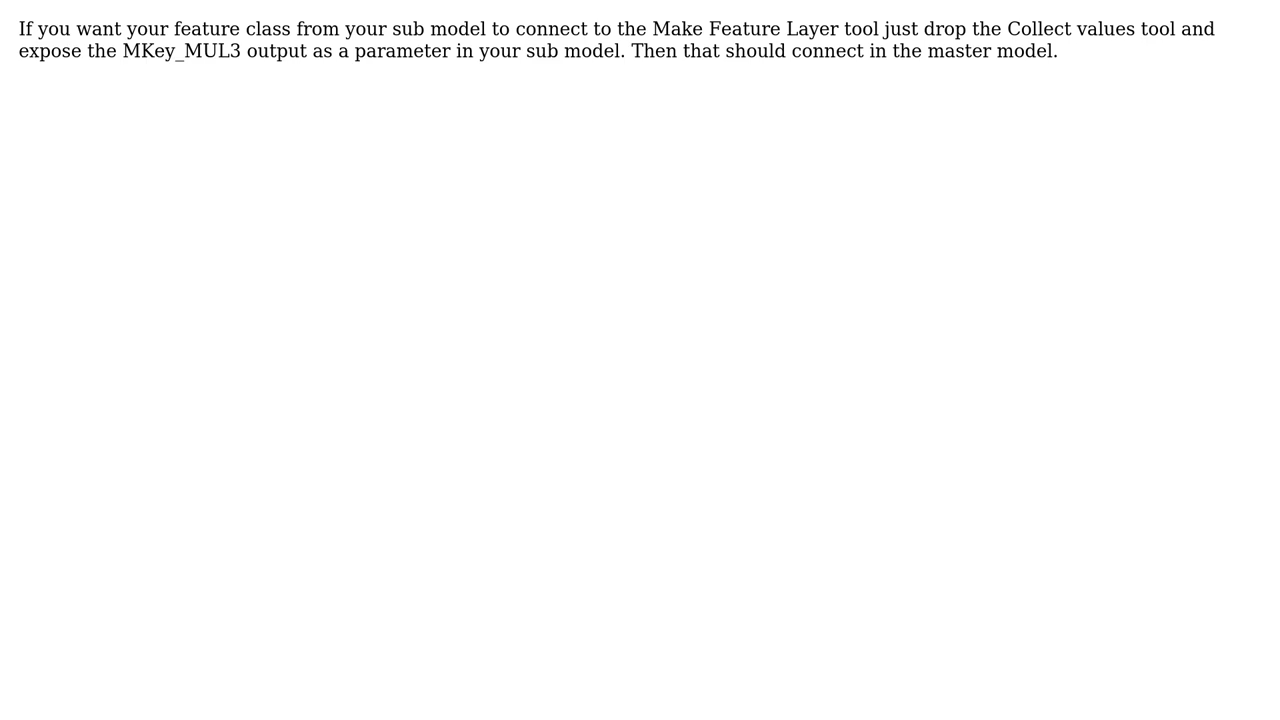 If you want your feature class from your sub model to connect to the Make Feature Layer tool just drop the Collect values tool and
expose the MKey_MUL3 output as a parameter in your sub model. Then that should connect in the master model.